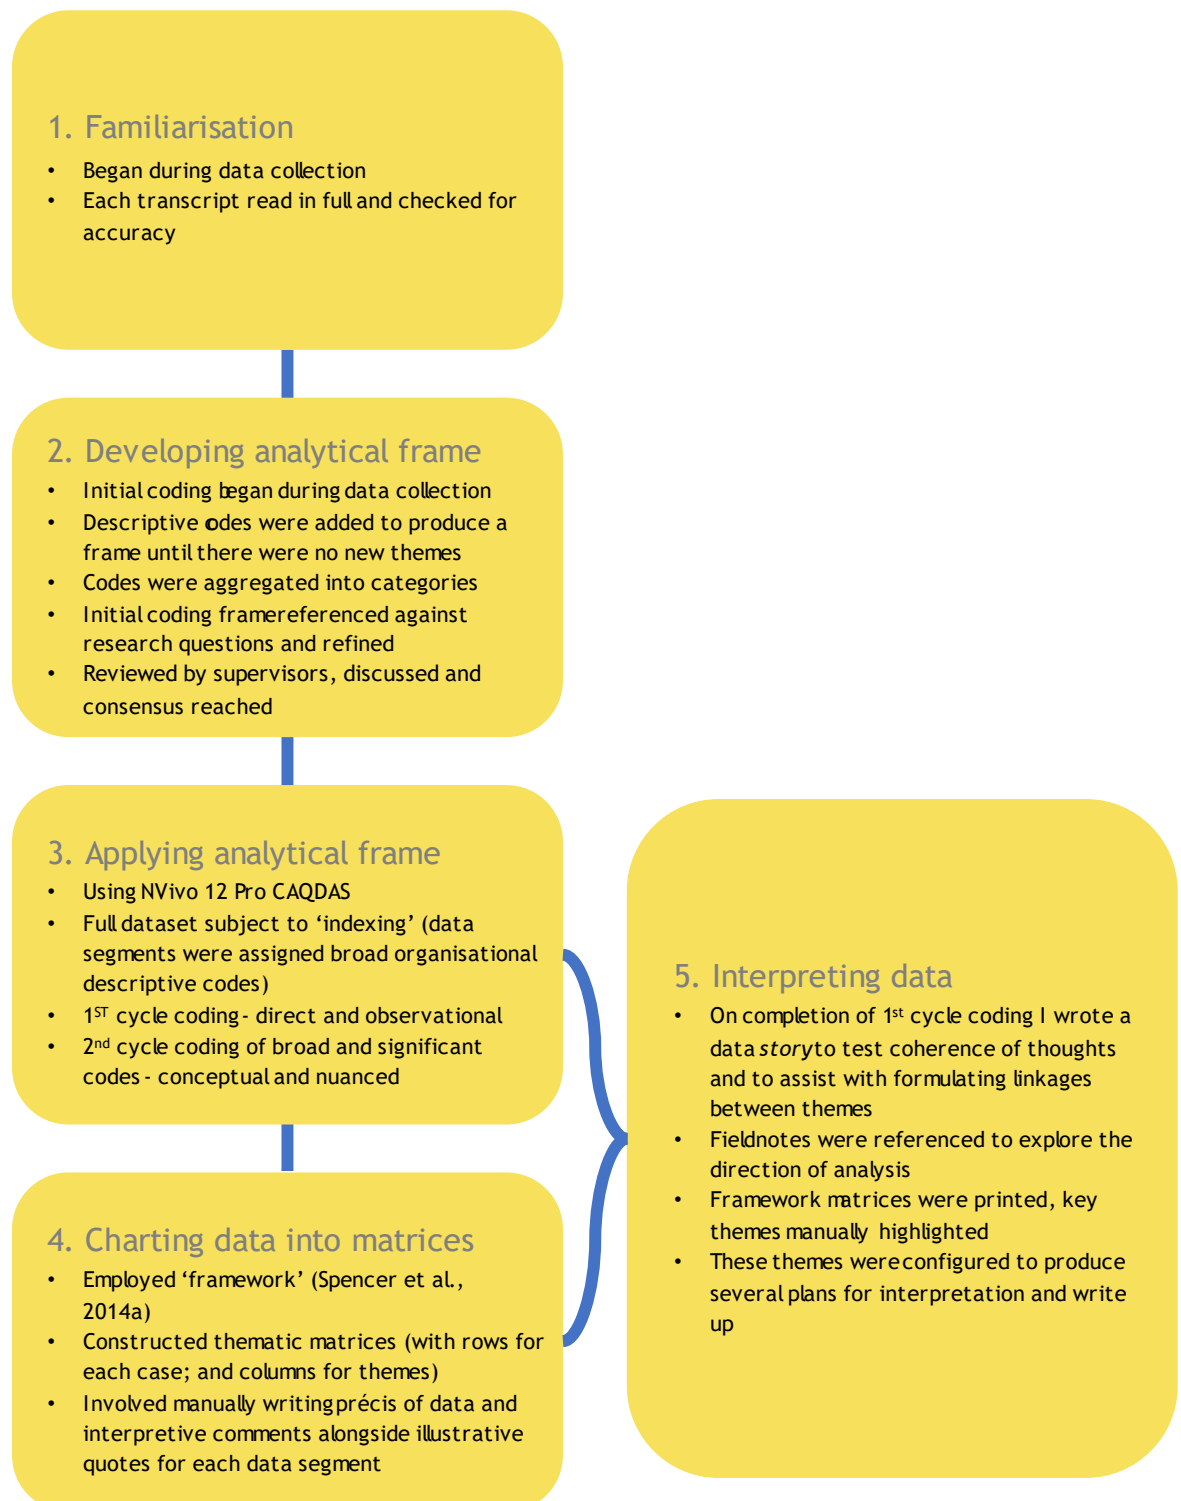 1. Familiarisation
• Began during data collection
• Each transcript read in full and checked for
accuracy
2. Developing analytical frame
• Initial coding began during data collection
• Descriptive codes were added to produce a
frame until there were no new themes
• Codes were aggregated into categories
• Initial coding framereferenced against
research questions and refined
• Reviewed by supervisors, discussed and
consensus reached
3. Applying analytical frame
• Using NVivo 12 Pro CAQDAS
• Full dataset subject to ‘indexing’ (data
segments were assigned broad organisational
descriptive codes)
• 1ST cycle coding - direct and observational
• 2nd cycle coding of broad and significant
codes - conceptual and nuanced
4. Charting data into matrices
• Employed ‘framework’ (Spencer et al.,
2014a)
• Constructed thematic matrices (with rows for
each case; and columns for themes)
• Involved manually writing précis of data and
interpretive comments alongside illustrative
quotes for each data segment
5. Interpreting data
• On completion of 1st cycle coding I wrote a
data story to test coherence of thoughts
and to assist with formulating linkages
between themes
• Fieldnotes were referenced to explore the
direction of analysis
• Framework matrices were printed, key
themes manually highlighted
• These themes were configured to produce
several plans for interpretation and write
up